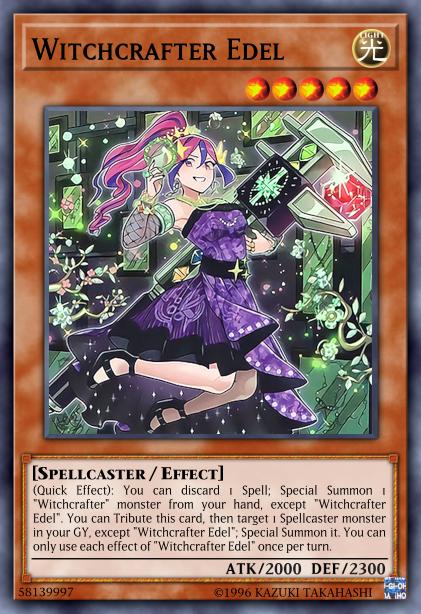 Witchcrafter Edel
LIGHT
光
[Spellcaster / Effect]
(Quick Effect): You can discard 1 Spell; Special Summon 1
"Witchcrafter" monster from your hand, except "Witchcrafter
Edel". You can Tribute this card, then target 1 Spellcaster monster
in your GY, except "Witchcrafter Edel"; Special Summon it. You can
only use each effect of "Witchcrafter Edel" once per turn.
ATK/2000 DEF/2300
58139997
©1996 KAZUKI TAKAHASHI